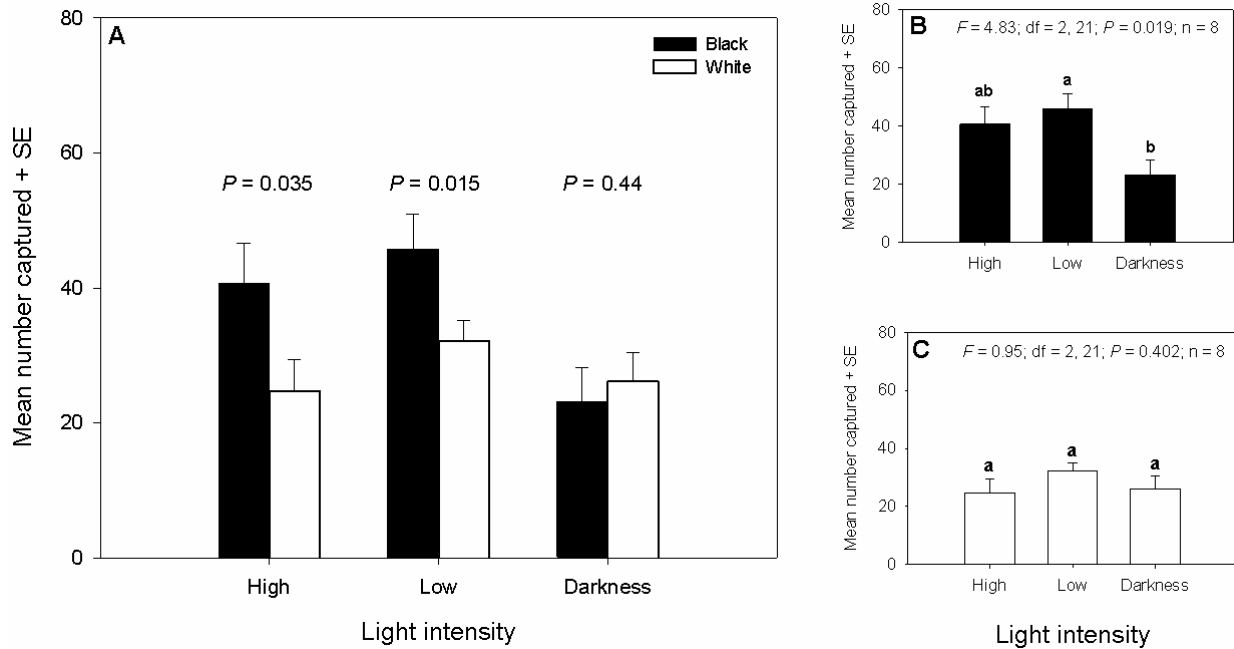 A
Black
White
80
60
40
20
0
Mean number captured + SE
P = 0.035
P = 0.015
P = 0.44
High
Low
Darkness
Light intensity
B
F = 4.83; df = 2, 21; P = 0.019; n = 8
80
60
40
20
0
Mean number captured + SE
ab
a
b
High
Low
Darkness
C
F = 0.95; df = 2, 21; P = 0.402; n = 8
80
60
40
20
0
Mean number captured + SE
a
a
a
High
Low
Darkness
Light intensity